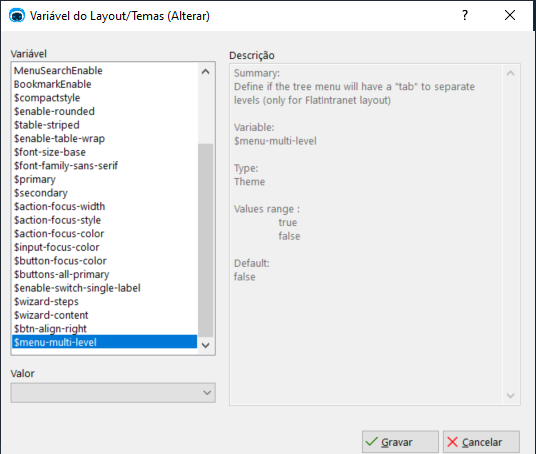 Variável do Layout/Temas (Alterar)
?
Variável
MenuSearchEnable
BookmarkEnable
$compactstyle
$enable-rounded
$table-striped
$enable-table-wrap
$font-size-base
$font-family-sans-serif
$primary
$secondary
$action-focus-width
$action-focus-style
$action-focus-color
$input-focus-color
$button-focus-color
$buttons-all-primary
$enable-switch-single-label
$wizard-steps
$wizard-content
$btn-align-right
$menu-multi-level
Valor
Descrição
Summary:
Define if the tree menu will have a "tab" to separate
levels (only for FlatIntranet layout)
Variable:
$menu-multi-level
Type:
Theme
Values range :
true
false
Default:
false
Gravar
Cancelar